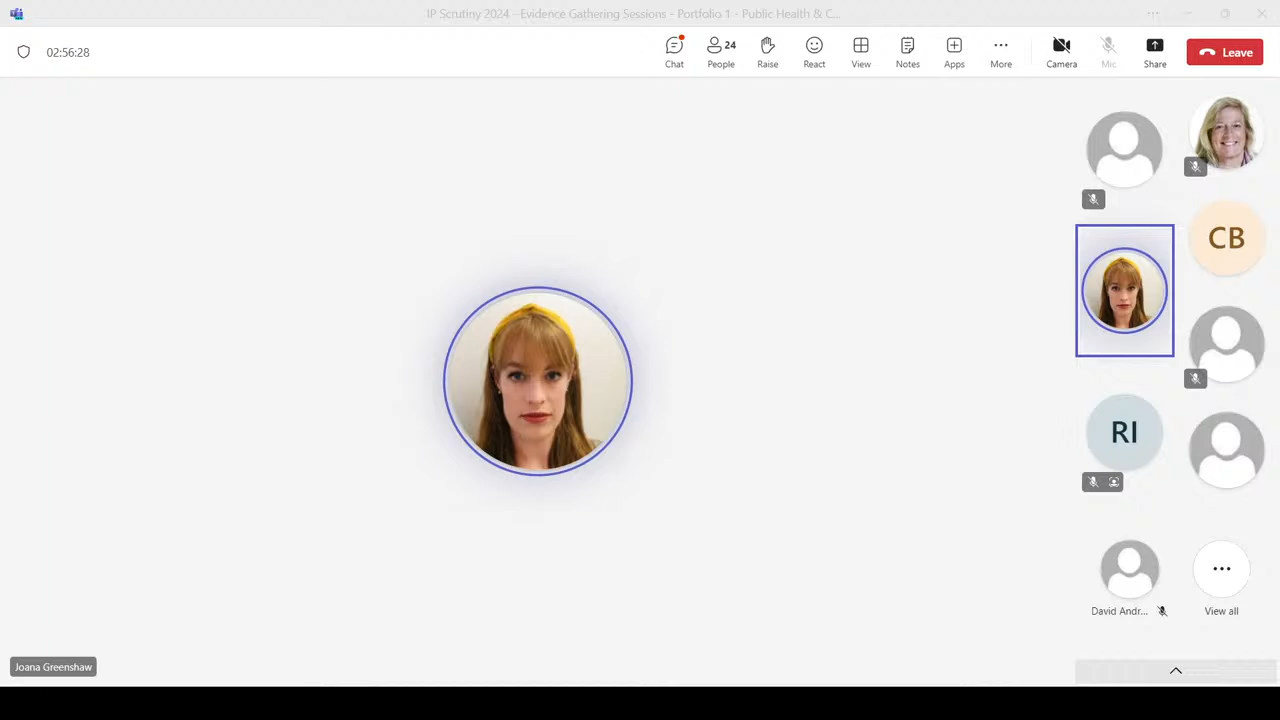 IP Scrutiny 2024 - Evidence Gathering Sessions - Portfolio 1 - Public Health & C...
02:56:28
24
Chat
People
Raise
React
View
Notes
Apps
More
Camera
Mic
Share
Leave
CB
RI
David Andr...
View all
Joana Greenshaw